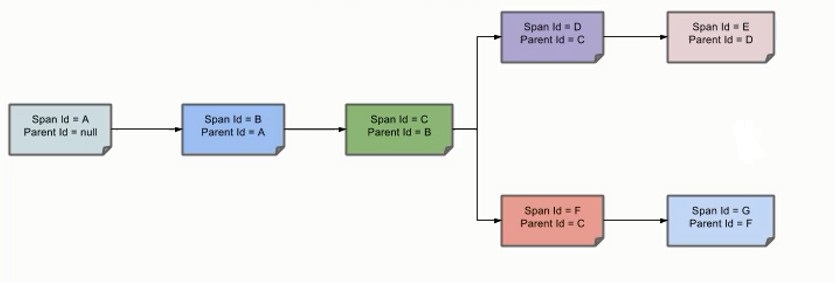 Span Id = D
Parent Id = C
Span Id = E
Parent Id = D
Span Id = A
Parent Id = null
Span Id = B
Parent Id = A
Span Id = C
Parent Id = B
Span Id = F
Parent Id = C
Span Id = G
Parent Id = F